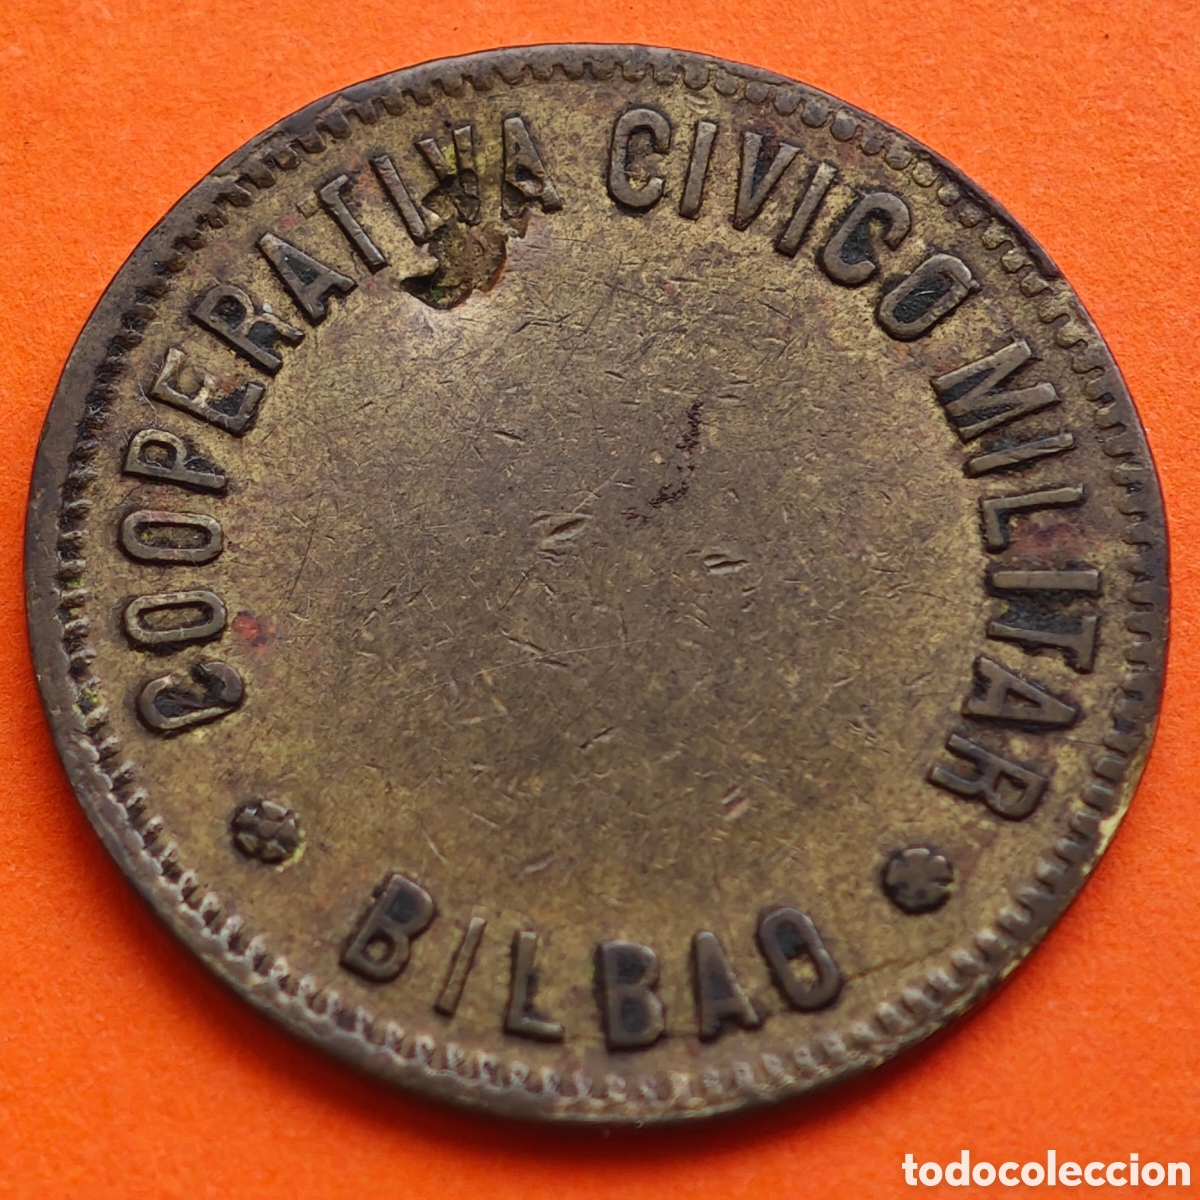 COOPERATIVA CIVICO MILITAR
* BILBAO *
todocoleccion